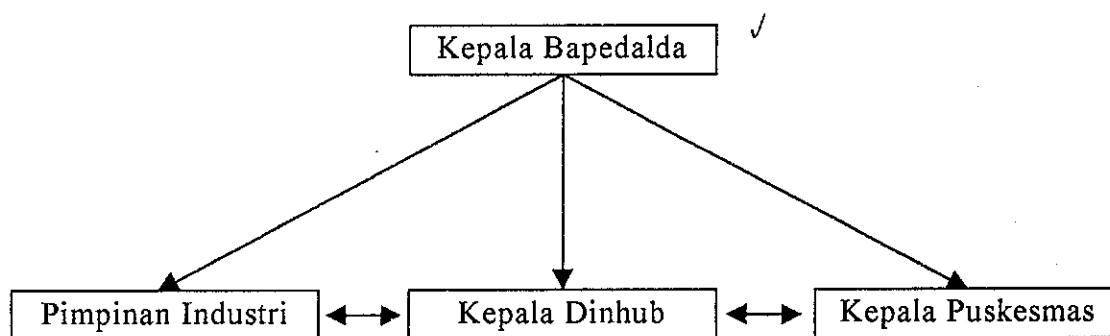 Kepala Bapedalda
Pimpinan Industri
Kepala Dinhub
Kepala Puskesmas